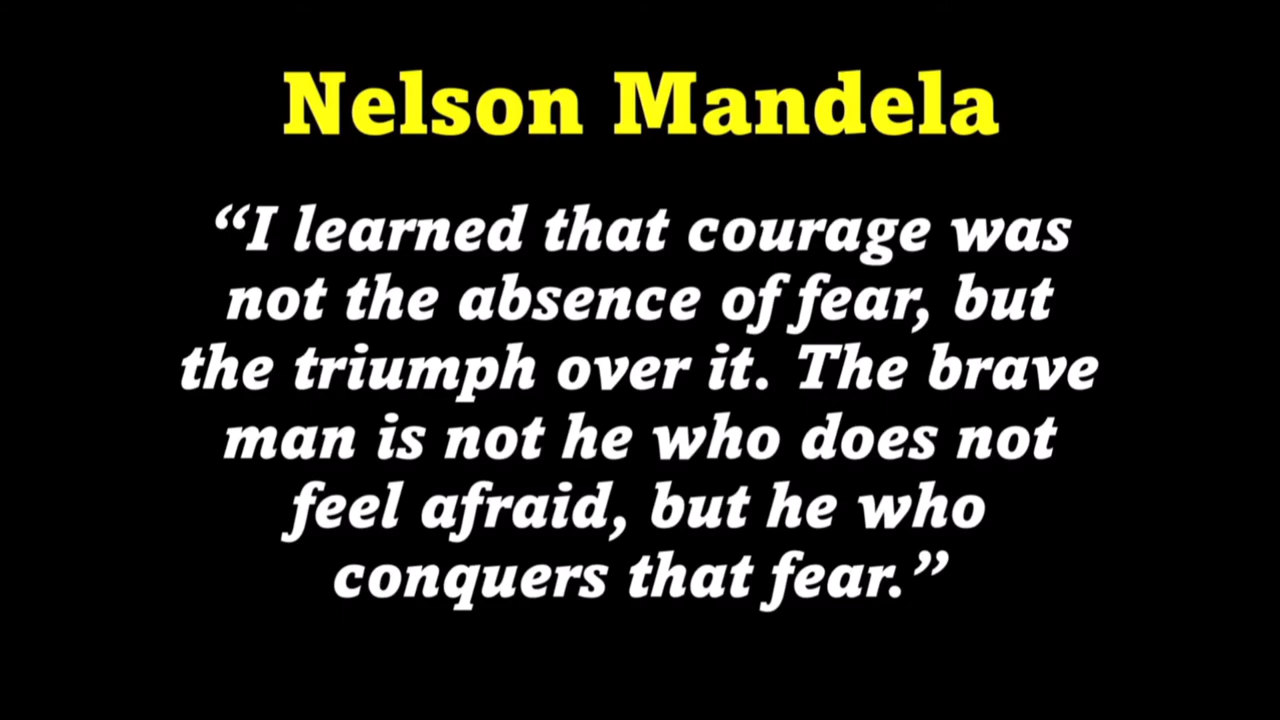 Nelson Mandela
“I learned that courage was
not the absence of fear, but
the triumph over it. The brave
man is not he who does not
feel afraid, but he who
conquers that fear.”